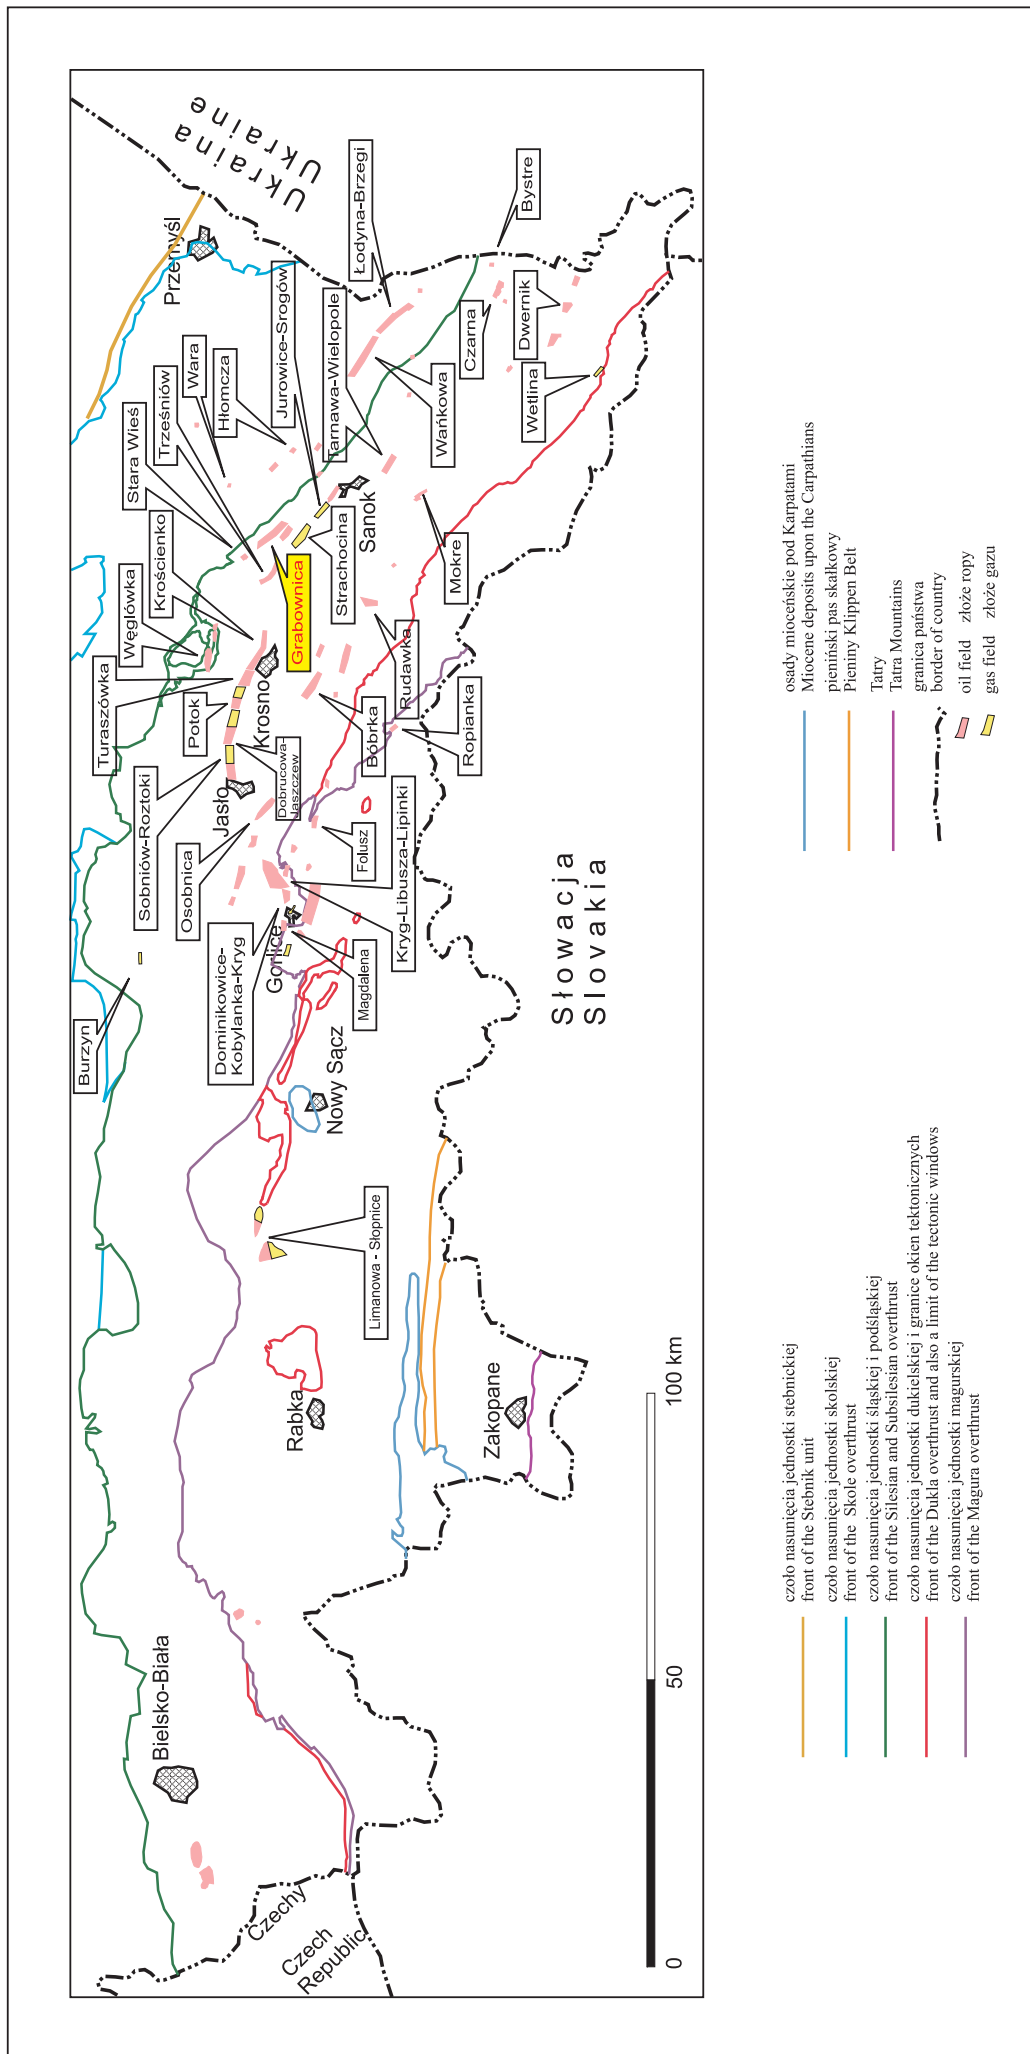 Ukraina
Ukraine
Przemyśl
Łodyna-Brzegi
Bystre
Jurowice-Srogów
Tarnawa-Wielopole
Wara
Hłomcza
Trześniów
Stara Wieś
Krościenko
Węglówka
Turaszówka
Potok
Sobniów-Roztoki
Osobnica
Dominikowice-
Kobylanka-Kryg
Burzyn
Czarna
Dwernik
Wetlina
Wańkowa
Sanok
Strachocina
Mokre
Grabownica
Krosno
Rudawka
Bóbrka
Ropianka
Jasło
Dobrucowa-
Jaszczew
Folusz
Kryg-Libusza-Lipinki
Gorlice
Magdalena
Nowy Sącz
Limanowa - Słopnice
Słowacja
Slovakia
Rabka
Zakopane
Bielsko-Biała
Czechy
Czech
Republic
0
50
100 km
czoło nasunięcia jednostki stebnickiej
front of the Stebnik unit
czoło nasunięcia jednostki skolskiej
front of the Skole overthrust
czoło nasunięcia jednostki śląskiej i podśląskiej
front of the Silesian and Subsilesian overthrust
czoło nasunięcia jednostki dukielskiej i granice okien tektonicznych
front of the Dukla overthrust and also a limit of the tectonic windows
czoło nasunięcia jednostki magurskiej
front of the Magura overthrust
osady mioceńskie pod Karpatami
Miocene deposits upon the Carpathians
pieniński pas skałkowy
Pieniny Klippen Belt
Tatry
Tatra Mountains
granica państwa
border of country
oil field złoże ropy
gas field złoże gazu